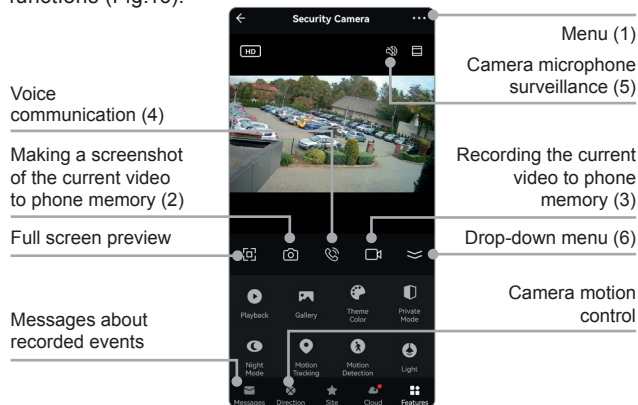 Security Camera
HD
Menu (1)
Camera microphone
surveillance (5)
Voice
communication (4)
Making a screenshot
of the current video
to phone memory (2)
Recording the current
video to phone
memory (3)
Full screen preview
Drop-down menu (6)
Messages about
recorded events
Camera motion
control
Playback
Gallery
Theme
Color
Private
Mode
Night
Mode
Motion
Tracking
Motion
Detection
Light
Messages
Direction
Site
Cloud
Features